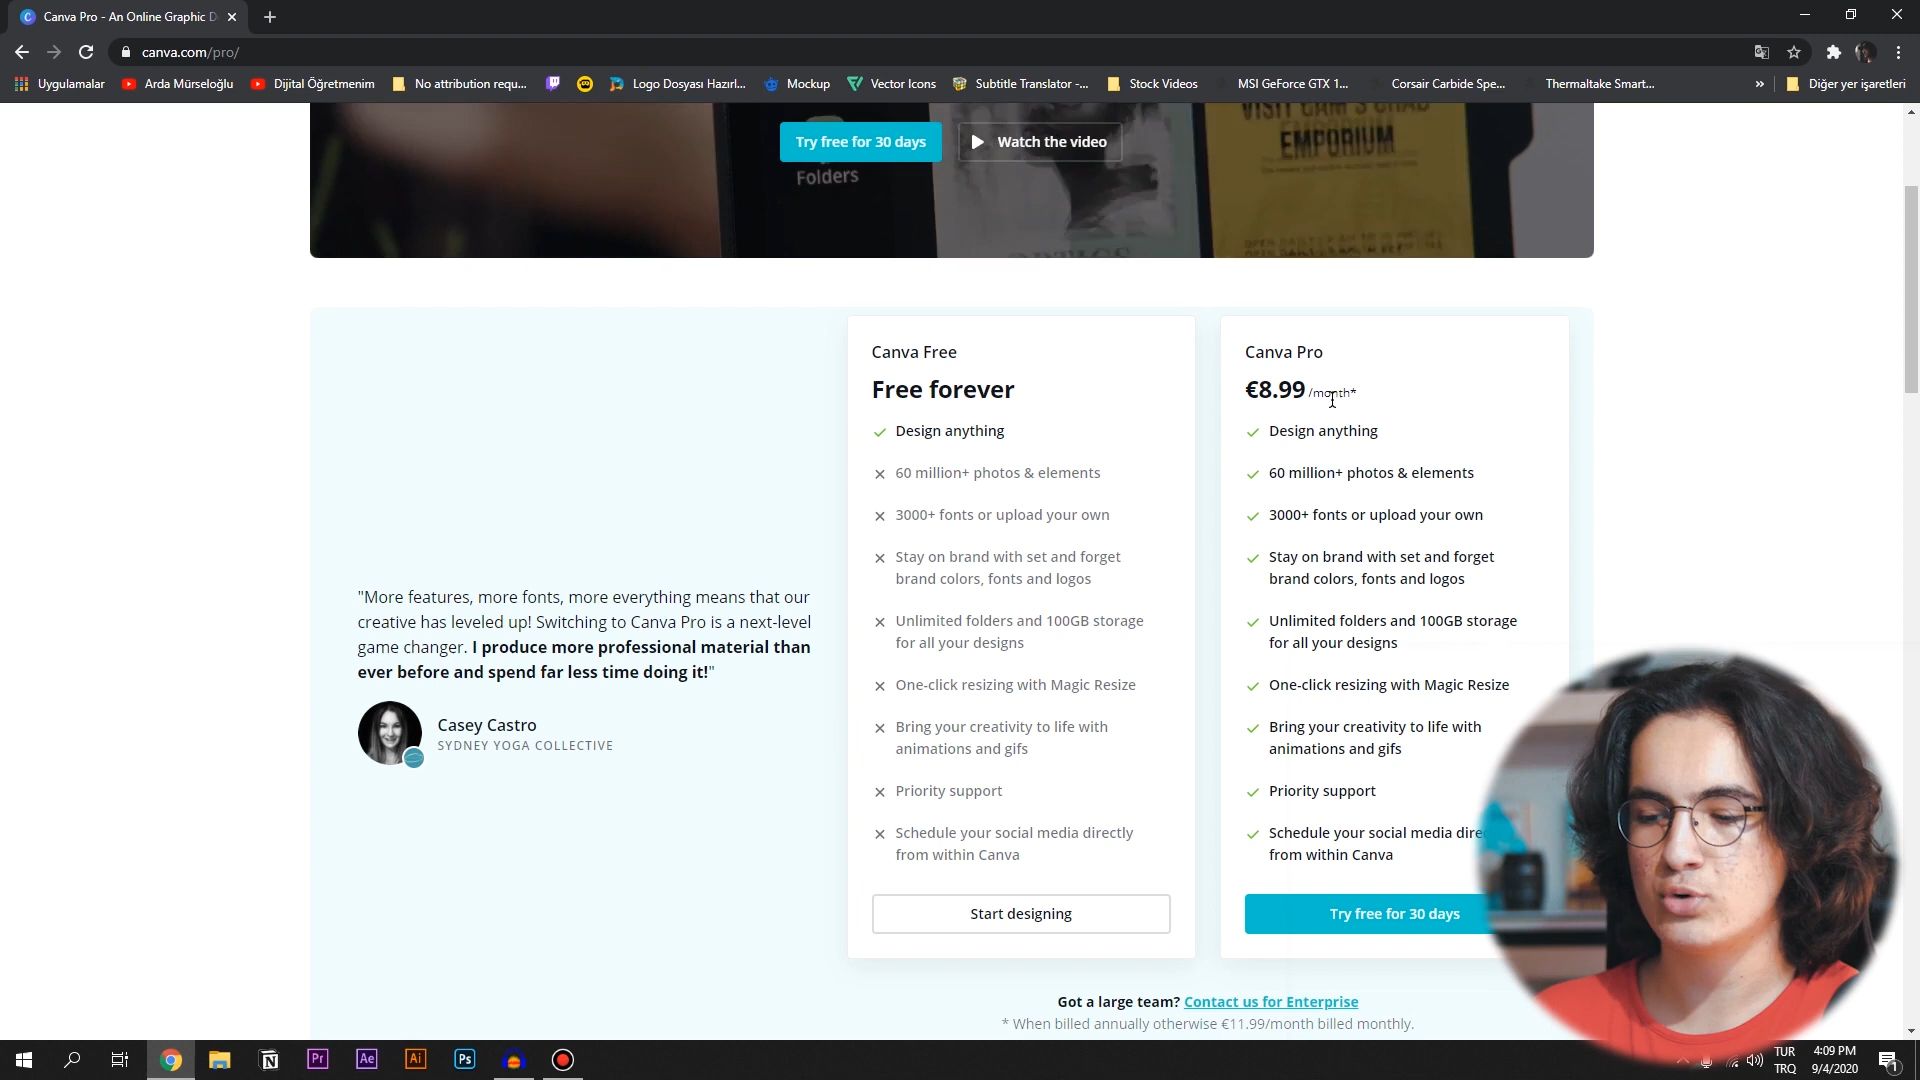 Canva Pro - An Online Graphic D
canva.com/pro/
Uygulamalar
Arda Mürseloğlu
Dijital Öğretmenim
No attribution requ...
Logo Dosyası Hazırl...
Mockup
Vector Icons
Subtitle Translator -...
Stock Videos
MSI GeForce GTX 1...
Corsair Carbide Spe...
Thermaltake Smart...
»
Diğer yer işaretleri
EMPORIUM
Try free for 30 days
Watch the video
Folders
Canva Free
Free forever
Design anything
60 million+ photos & elements
3000+ fonts or upload your own
Stay on brand with set and forget
brand colors, fonts and logos
Unlimited folders and 100GB storage
for all your designs
One-click resizing with Magic Resize
Bring your creativity to life with
animations and gifs
Priority support
Schedule your social media directly
from within Canva
Start designing
Canva Pro
€8.99 /month*
Design anything
60 million+ photos & elements
3000+ fonts or upload your own
Stay on brand with set and forget
brand colors, fonts and logos
Unlimited folders and 100GB storage
for all your designs
One-click resizing with Magic Resize
Bring your creativity to life with
animations and gifs
Priority support
Schedule your social media dire
from within Canva
Try free for 30 days
"More features, more fonts, more everything means that our
creative has leveled up! Switching to Canva Pro is a next-level
game changer. I produce more professional material than
ever before and spend far less time doing it!"
Casey Castro
SYDNEY YOGA COLLECTIVE
Got a large team? Contact us for Enterprise
* When billed annually otherwise €11.99/month billed monthly.
Pr
Ae
Ai
Ps
TUR
TRQ
4:09 PM
9/4/2020
1